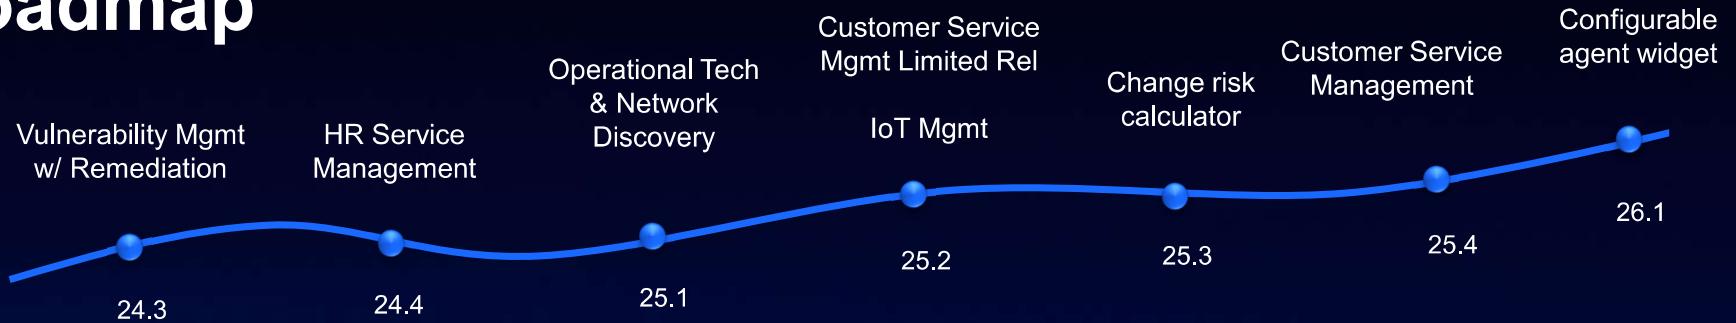 oadmap
Vulnerability Mgmt
w/ Remediation
24.3
HR Service
Management
24.4
Operational Tech
& Network
Discovery
25.1
Customer Service
Mgmt Limited Rel
IoT Mgmt
25.2
Change risk
calculator
25.3
Customer Service
Management
25.4
Configurable
agent widget
26.1